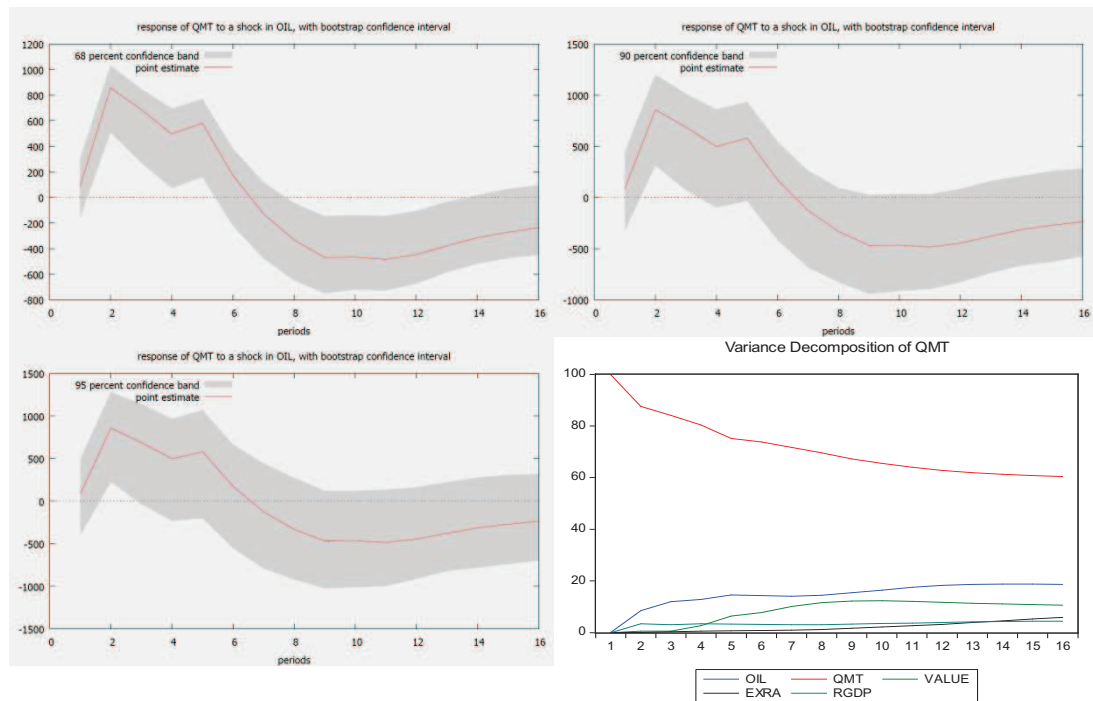 response of QMT to a shock in OIL, with bootstrap confidence interval
1200
1000
800
600
400
200
0
-200
-400
-600
-800
68 percent confidence band
point estimate
0 2 4 6 8 10 12 14 16
periods
response of QMT to a shock in OIL, with bootstrap confidence interval
1500
1000
500
0
-500
-1000
90 percent confidence band
point estimate
0 2 4 6 8 10 12 14 16
periods
response of QMT to a shock in OIL, with bootstrap confidence interval
1500
1000
500
0
-500
-1000
-1500
95 percent confidence band
point estimate
0 2 4 6 8 10 12 14 16
periods
Variance Decomposition of QMT
100
80
60
40
20
0
1 2 3 4 5 6 7 8 9 10 11 12 13 14 15 16
OIL QMT VALUE
EXRA RGDP